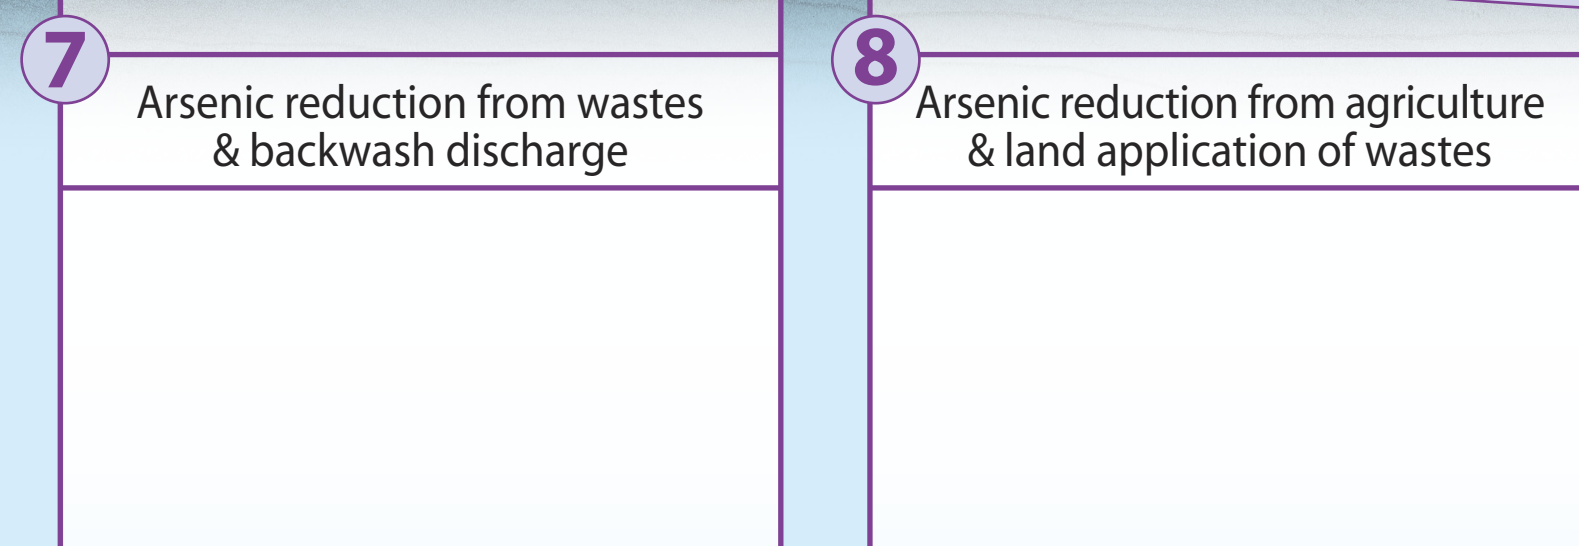 7
Arsenic reduction from wastes
& backwash discharge
8
Arsenic reduction from agriculture
& land application of wastes